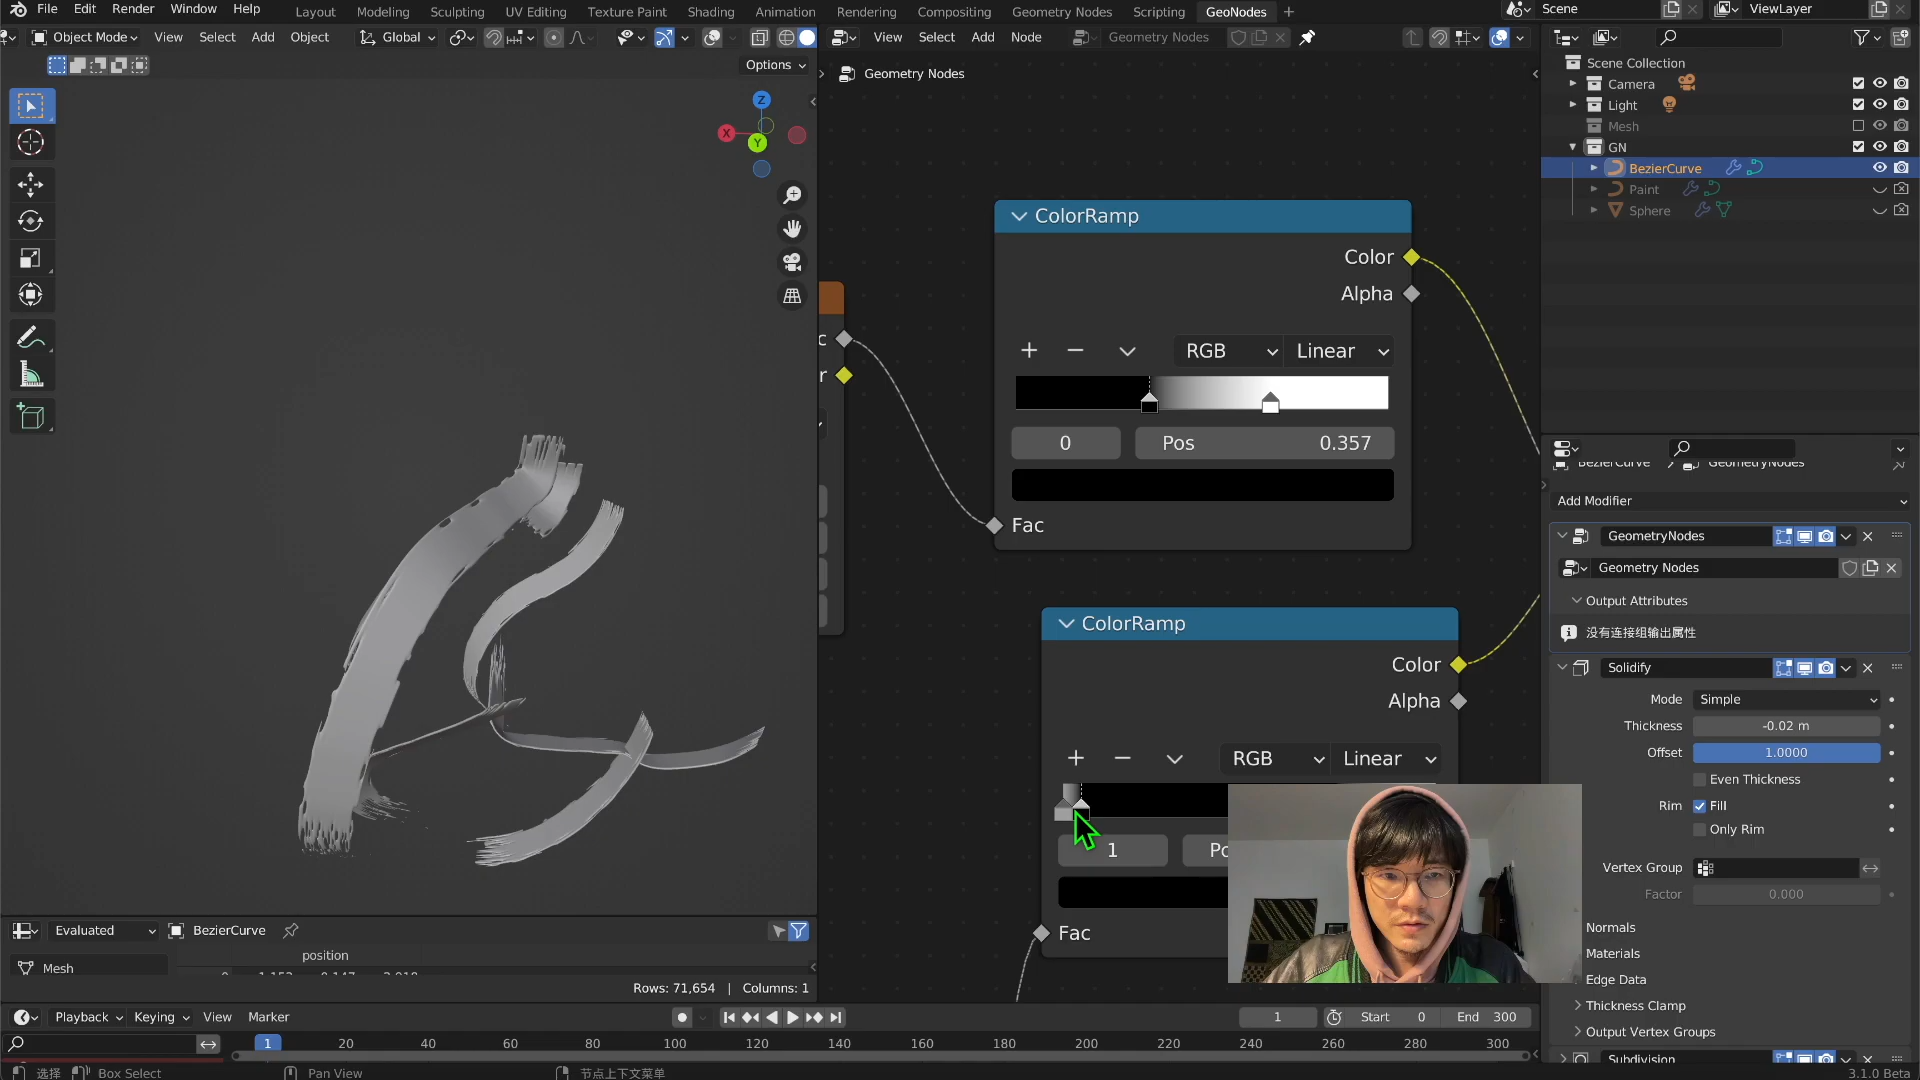 File Edit Render Window Help Layout Modeling Sculpting UV Editing Texture Paint Shading Animation Rendering Compositing Geometry Nodes Scripting GeoNodes + Scene ViewLayer
Object Mode View Select Add Object Global View Select Add Node Geometry Nodes
Options
Geometry Nodes
Z
X
Y
Scene Collection
Camera
Light
Mesh
GN
BezierCurve
Paint
Sphere
ColorRamp
Color
Alpha
RGB Linear
0 Pos 0.357
Fac
c
r
ColorRamp
Color
Alpha
RGB Linear
1
Fac
BezierCurve GeometryNodes
Add Modifier
GeometryNodes
Geometry Nodes
Output Attributes
没有连接组输出属性
Solidify
Mode Simple
Thickness -0.02 m
Offset 1.0000
Even Thickness
Rim Fill
Only Rim
Vertex Group
Factor 0.000
Normals
Materials
Edge Data
Thickness Clamp
Output Vertex Groups
Subdivision
Evaluated BezierCurve
position
Mesh
Rows: 71,654 | Columns: 1
Playback Keying View Marker 1 Start 0 End 300
1 20 40 60 80 100 120 140 160 180 200 220 240 260 280 300
选择 Box Select Pan View 节点上下文菜单 3.1.0 Beta